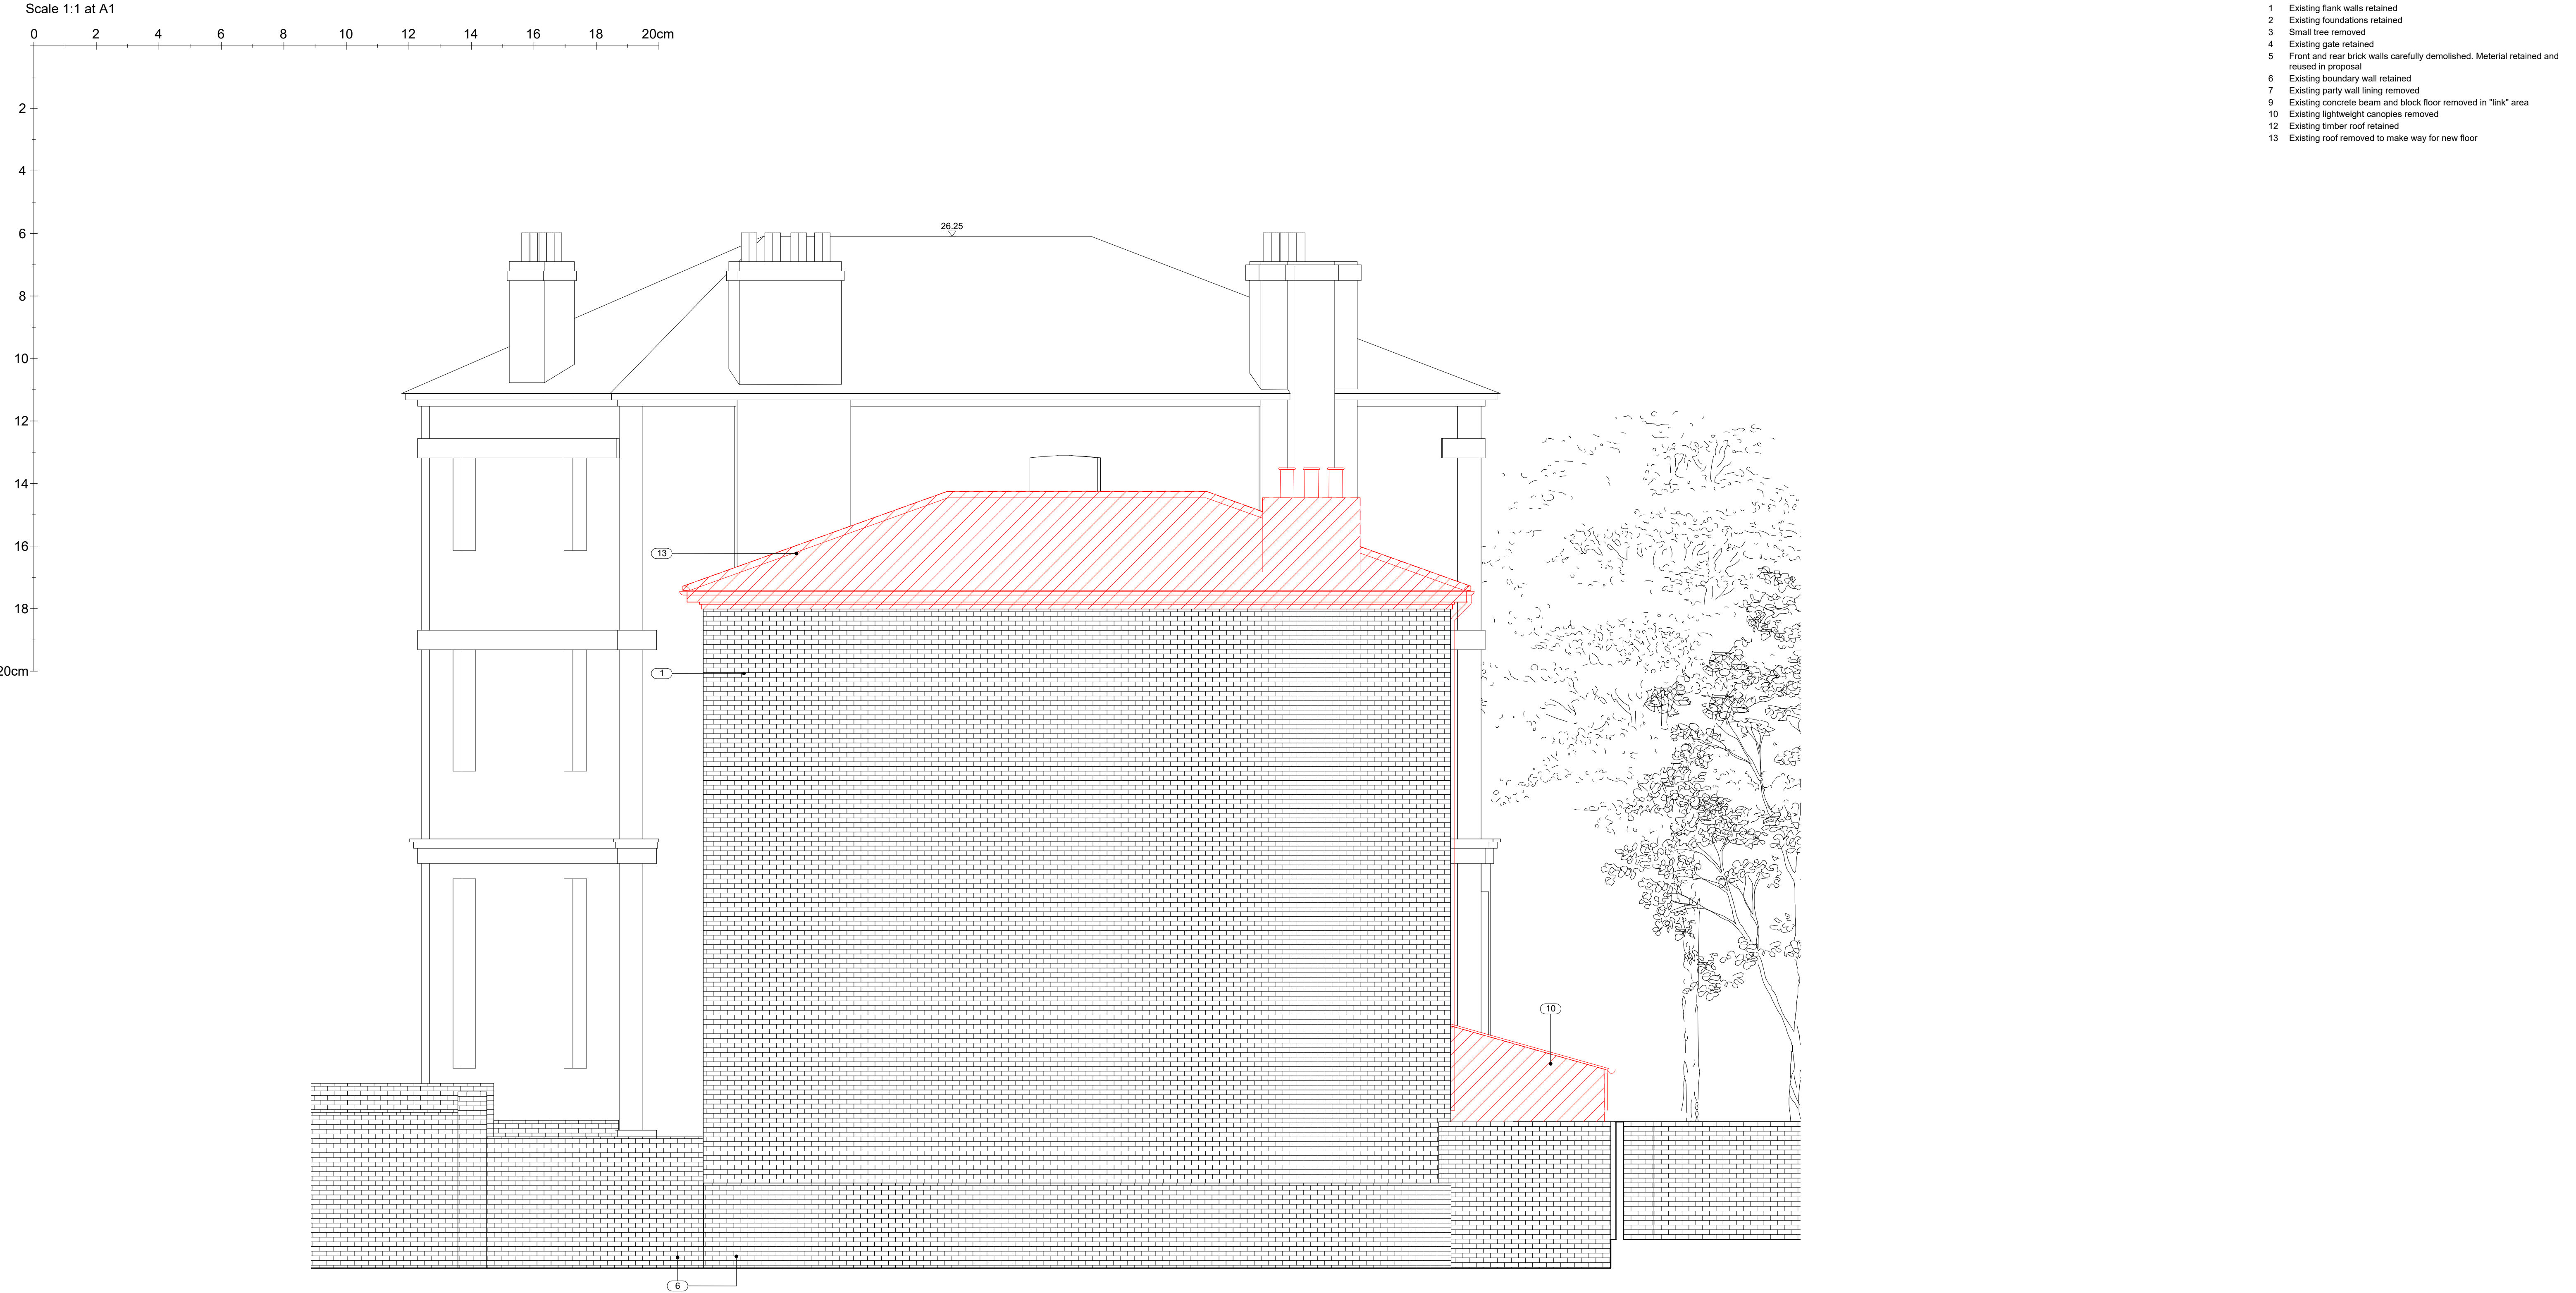 Scale 1:1 at A1
0 2 4 6 8 10 12 14 16 18 20cm
2
4
6
8
10
12
14
16
18
20cm
1 Existing flank walls retained
2 Existing foundations retained
3 Small tree removed
4 Existing gate retained
5 Front and rear brick walls carefully demolished. Meterial retained and
reused in proposal
6 Existing boundary wall retained
7 Existing party wall lining removed
9 Existing concrete beam and block floor removed in "link" area
10 Existing lightweight canopies removed
12 Existing timber roof retained
13 Existing roof removed to make way for new floor
26.25
13
1
10
6